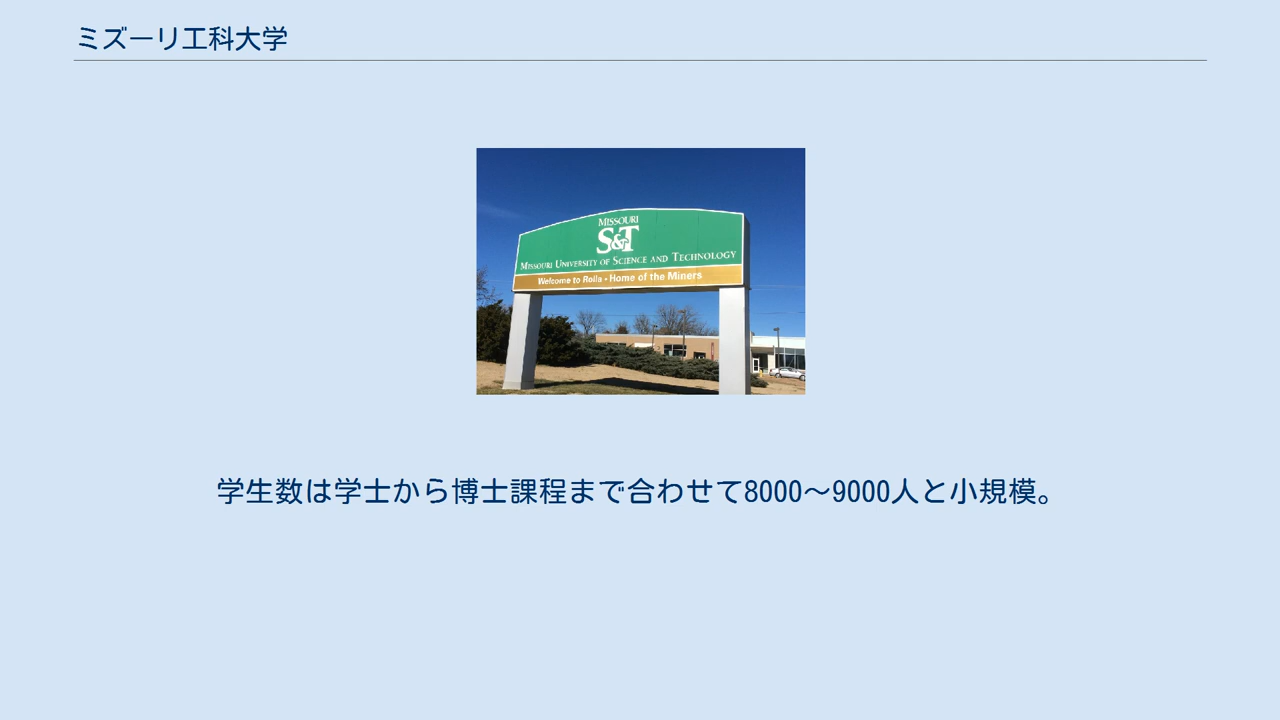 ミズーリ工科大学
MISSOURI
S&T
MISSOURI UNIVERSITY OF SCIENCE AND TECHNOLOGY
Welcome to Rolla - Home of the Miners
学生数は学士から博士課程まで合わせて8000～9000人と小規模。